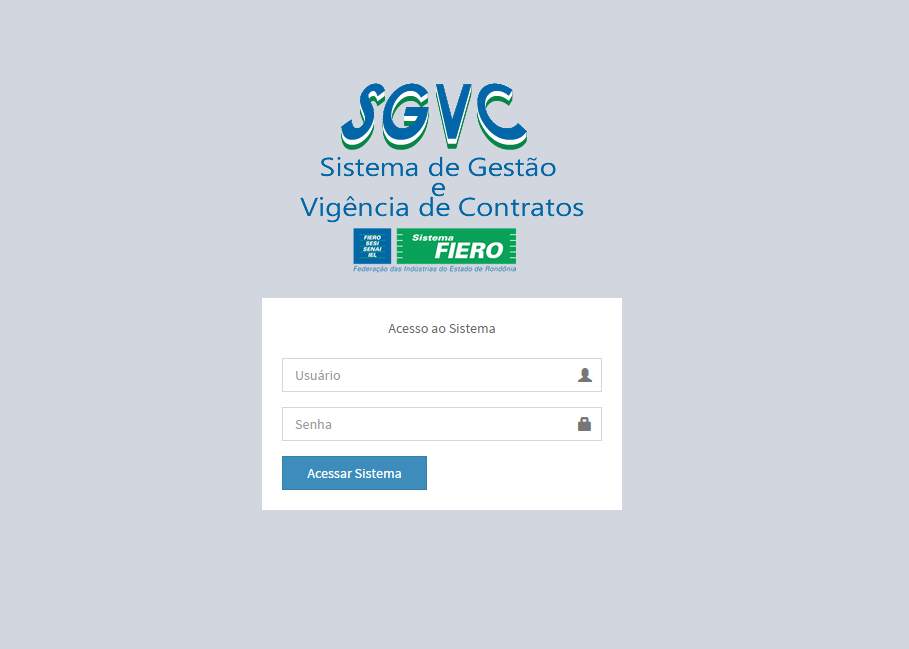 SGVC
Sistema de Gestão
e
Vigência de Contratos
FIERO
SESI
SENAI
IEL
Sistema
FIERO
Federação das Indústrias do Estado de Rondônia
Acesso ao Sistema
Usuário
Senha
Acessar Sistema